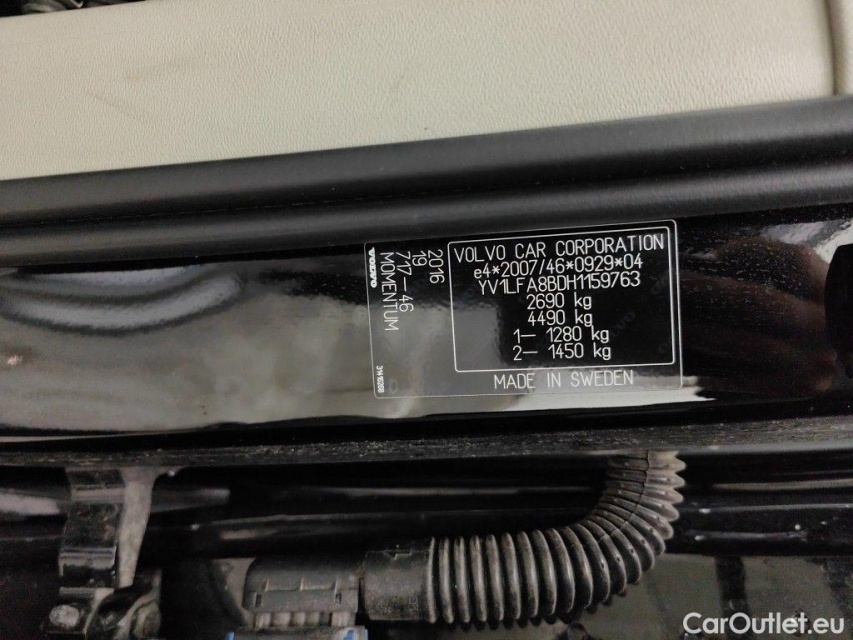 VOLVO CAR CORPORATION
e4*2007/46*0929*04
YV1LFA8BDH1159763
2690 kg
4490 kg
1– 1280 kg
2– 1450 kg
MADE IN SWEDEN
2016
19
717–46
MOMENTUM
VOLVO
CarOutlet.eu